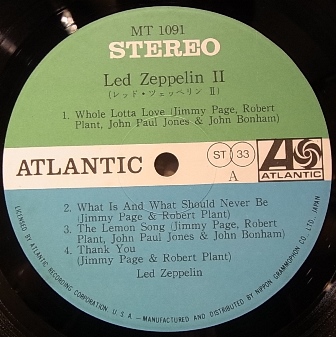 MT 1091
STEREO
Led Zeppelin II
(レッド・ツェッペリン II)
1. Whole Lotta Love (Jimmy Page, Robert
Plant, John Paul Jones & John Bonham)
ATLANTIC
ST 33
A
ATLANTIC
2. What Is And What Should Never Be
(Jimmy Page & Robert Plant)
3. The Lemon Song (Jimmy Page, Robert
Plant, John Paul Jones & John Bonham)
4. Thank You
(Jimmy Page & Robert Plant)
Led Zeppelin
LICENSED BY ATLANTIC RECORDING CORPORATION U.S.A.—MANUFACTURED AND DISTRIBUTED BY NIPPON GRAMMOPHON CO., LTD., JAPAN